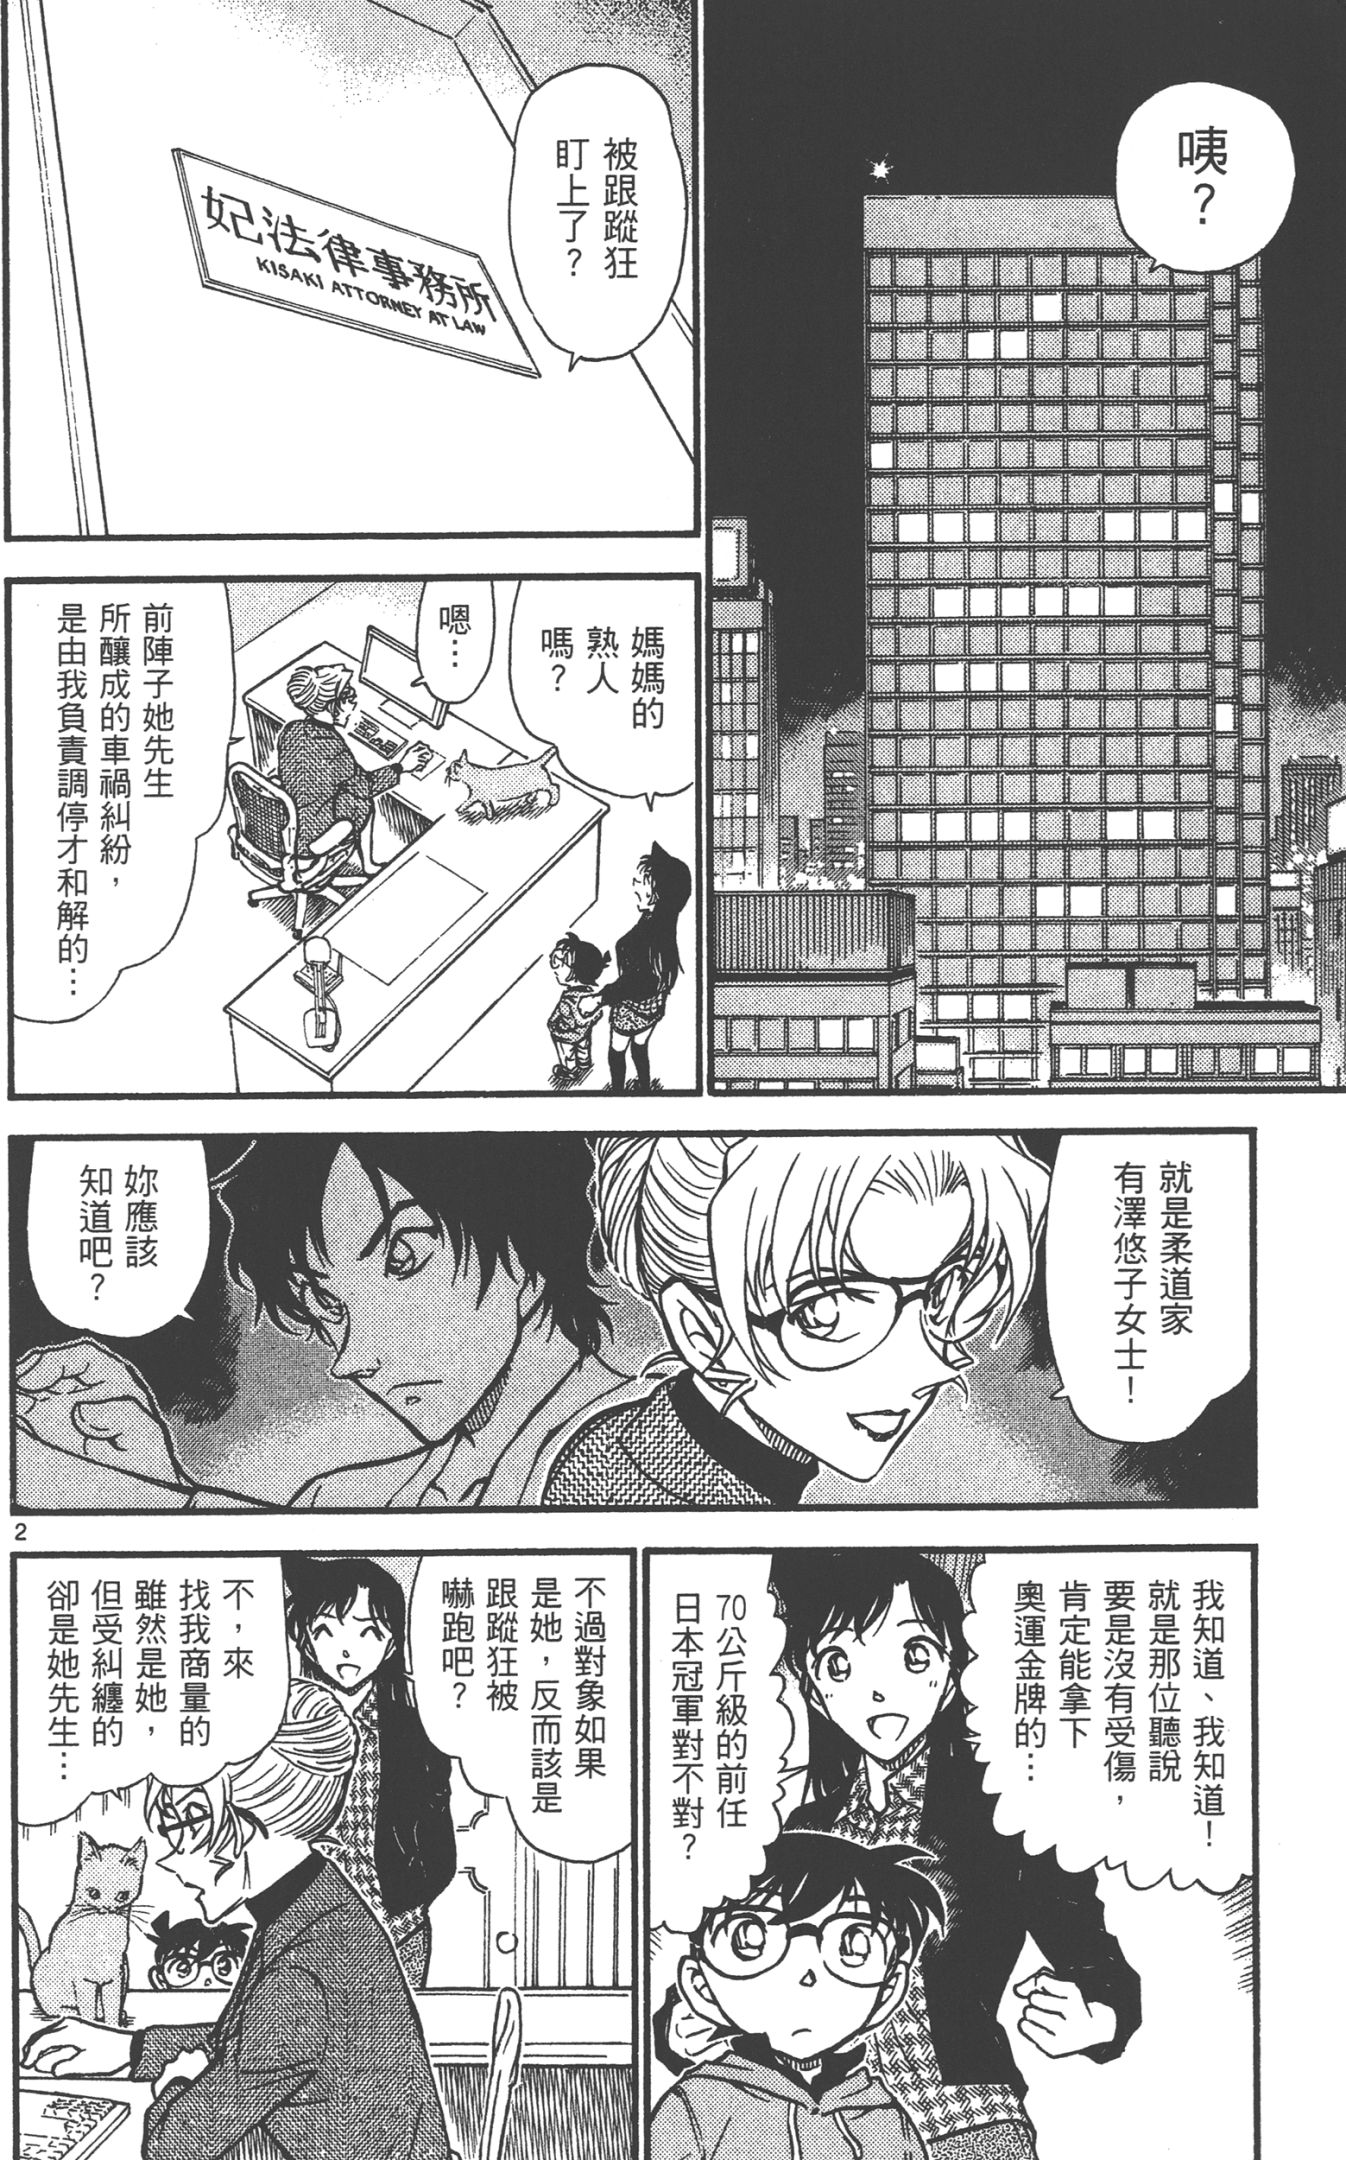 咦？
被跟蹤狂
盯上了？
妃法律事務所
KISAKI ATTORNEY AT LAW
媽媽的
熟人
嗎？
嗯…
前陣子她先生
所釀成的車禍糾紛，
是由我負責調停才和解的…
就是柔道家
有澤悠子女士！
妳應該
知道吧？
2
我知道、我知道！
就是那位聽說
要是沒有受傷，
肯定能拿下
奧運金牌的…
70公斤級的前任
日本冠軍對不對？
不過對象如果
是她，反而該是
跟蹤狂被
嚇跑吧？
不，來
找我商量的
雖然是她，
但受糾纏的
卻是她先生…